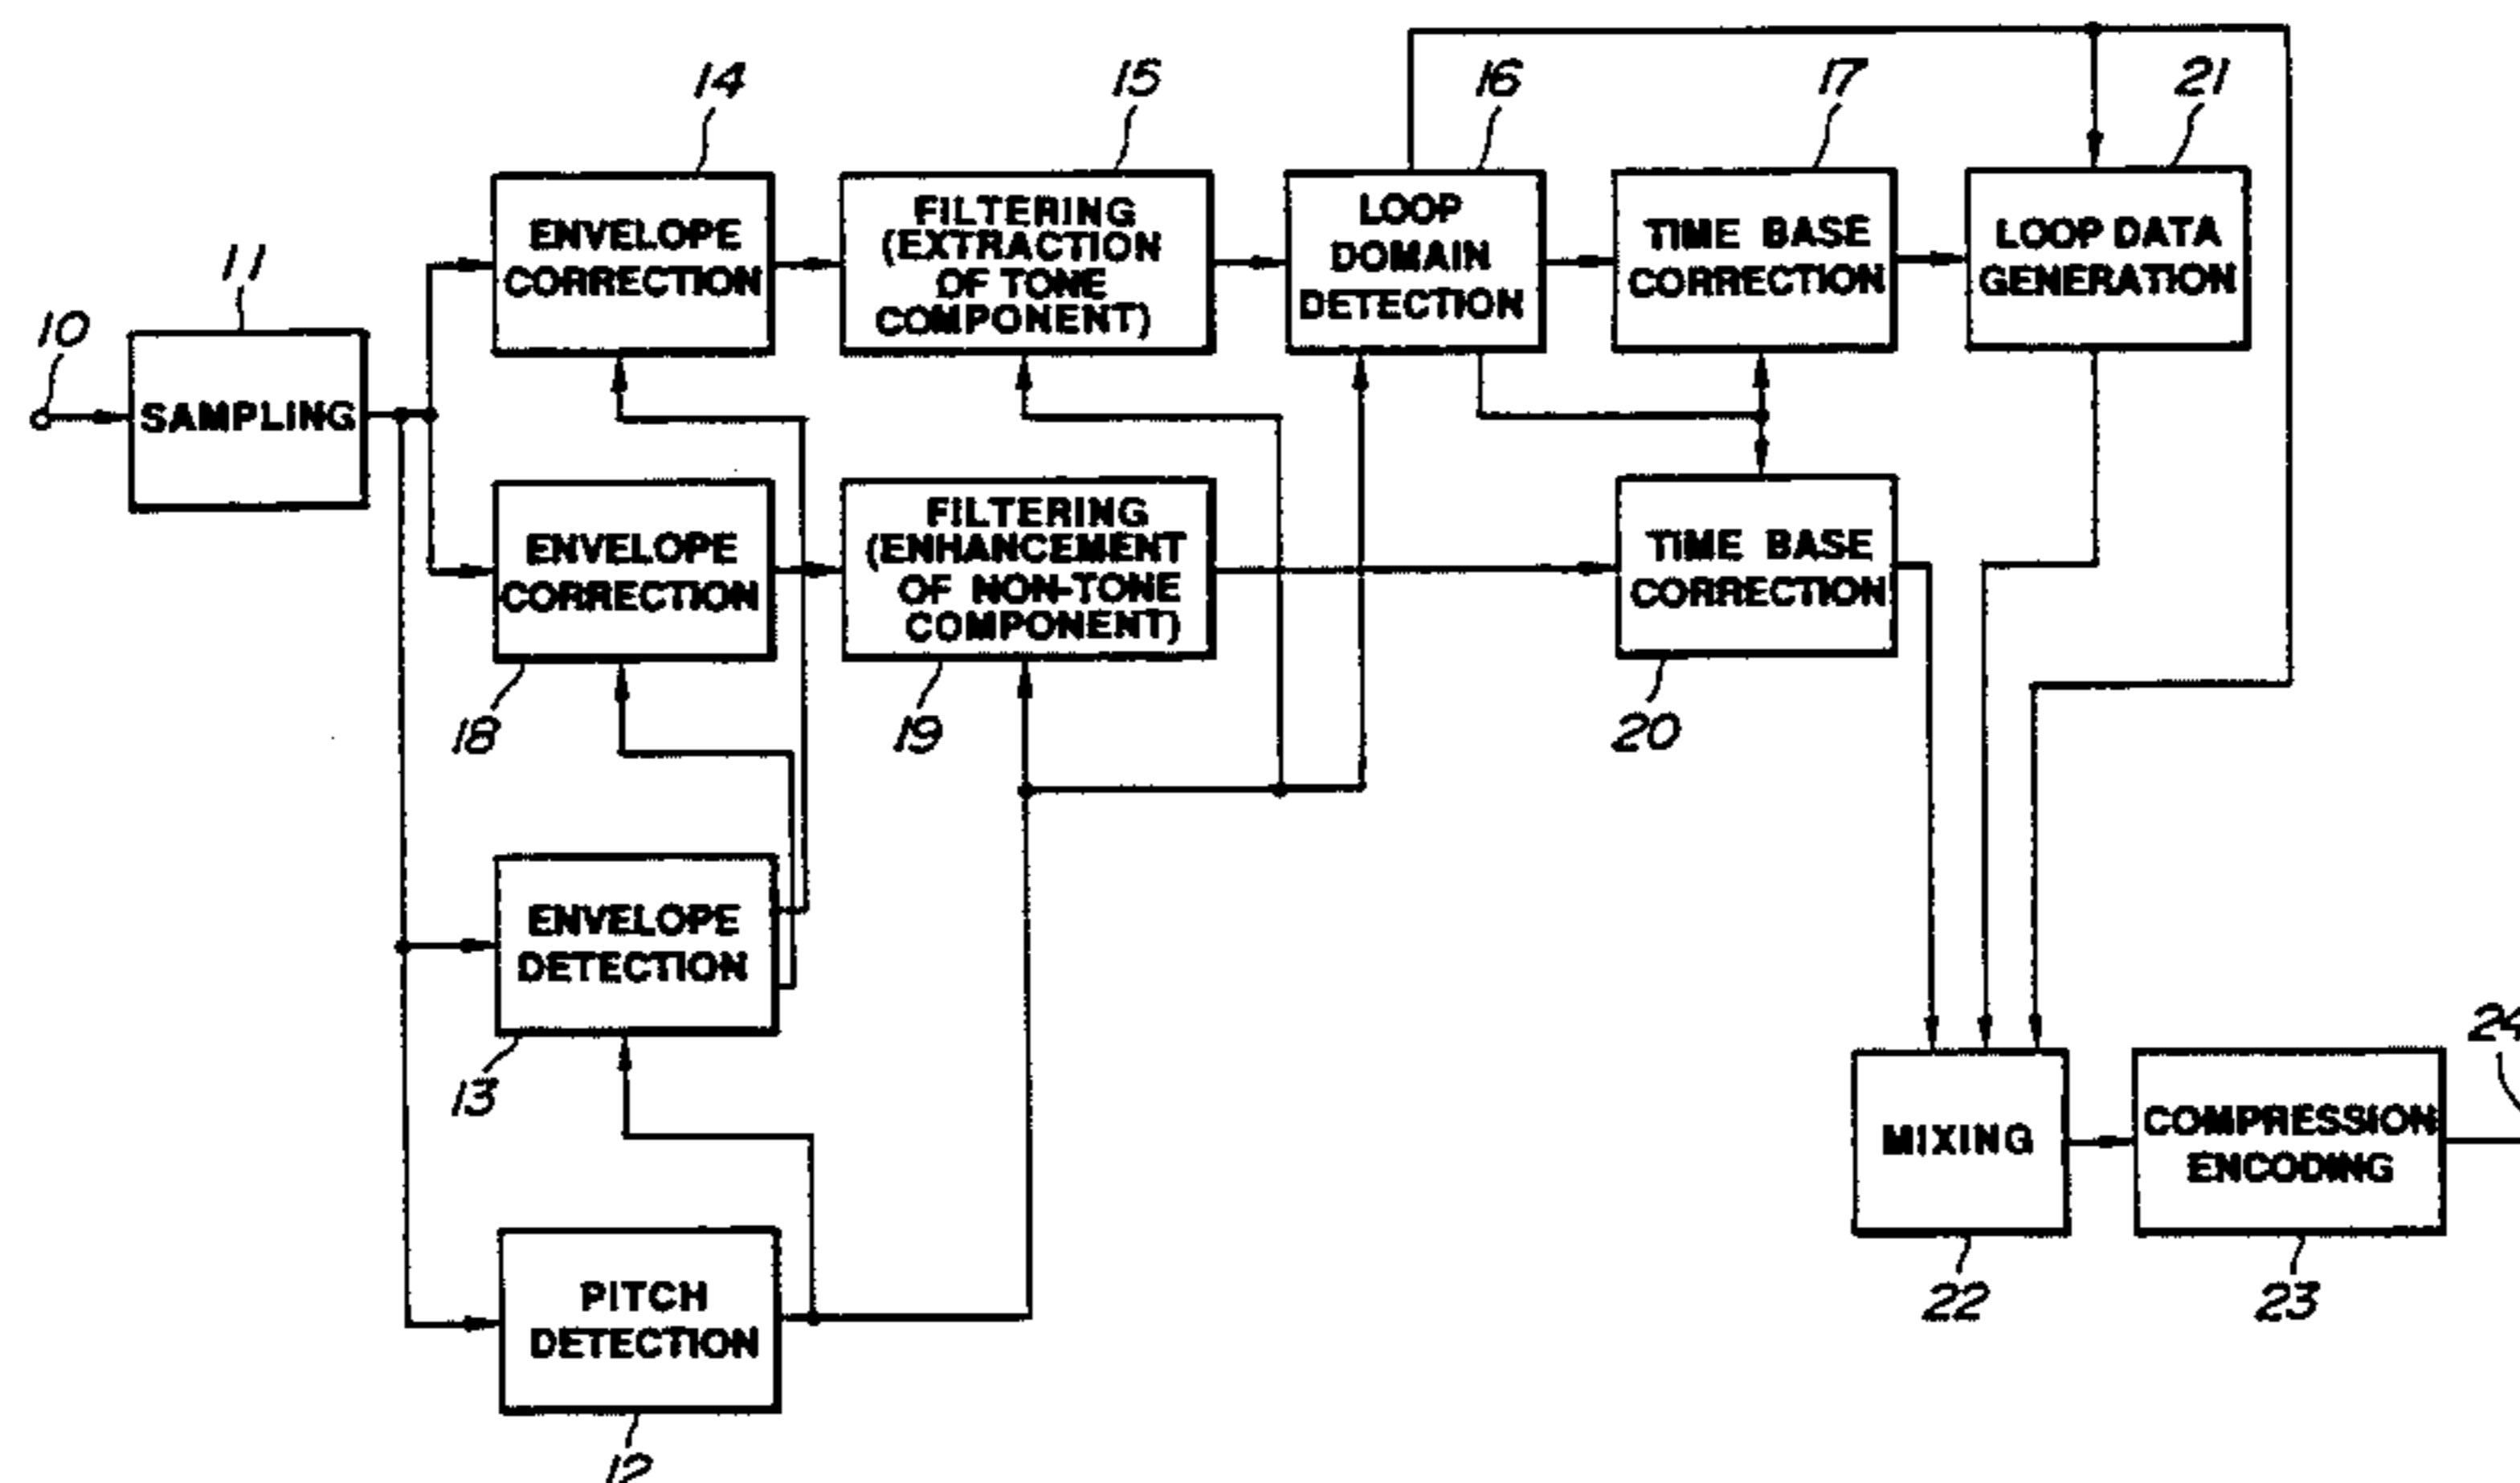 14
15
16
17
21
11
10
ENVELOPE
CORRECTION
FILTERING
(EXTRACTION
OF TONE
COMPONENT)
LOOP
DOMAIN
DETECTION
TIME BASE
CORRECTION
LOOP DATA
GENERATION
SAMPLING
ENVELOPE
CORRECTION
FILTERING
(ENHANCEMENT
OF NON-TONE
COMPONENT)
TIME BASE
CORRECTION
18
19
20
ENVELOPE
DETECTION
13
24
MIXING
COMPRESSION
ENCODING
PITCH
DETECTION
22
23
12